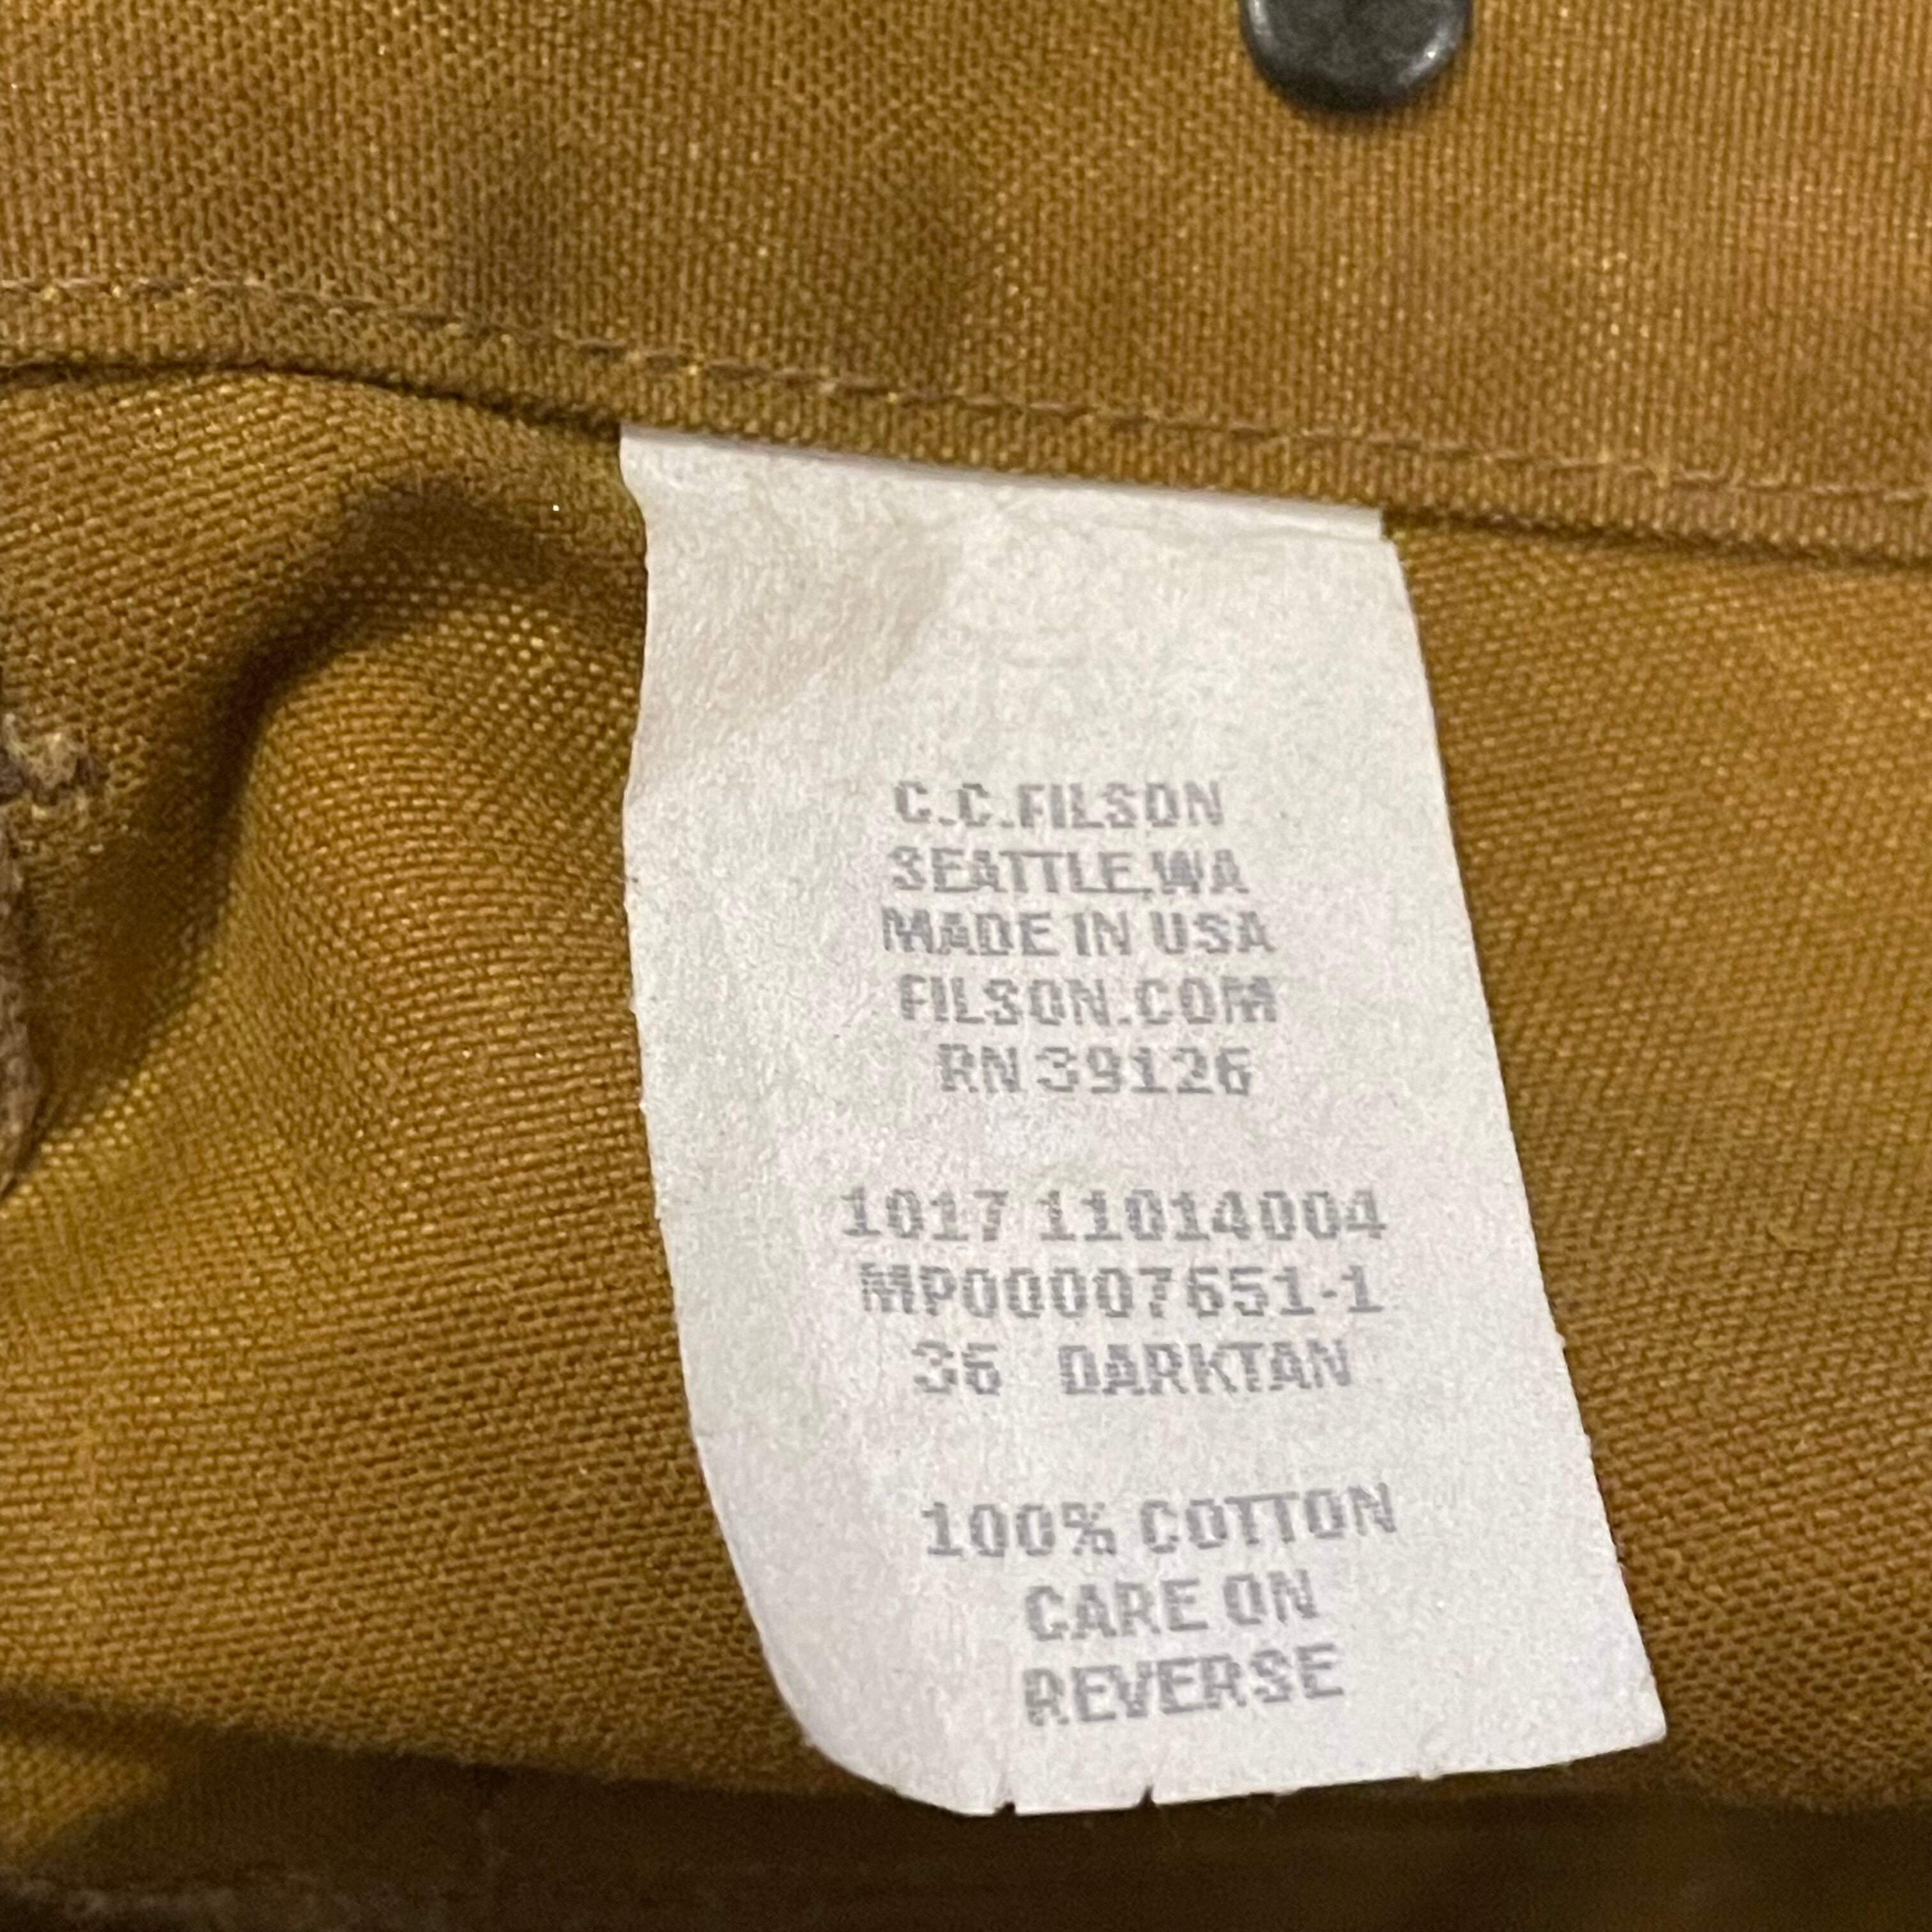 C.C.FILSON
SEATTLE,WA
MADE IN USA
FILSON.COM
RN 39126
1017 11014004
MP00007651-1
36 DARKTAN
100% COTTON
CARE ON
REVERSE